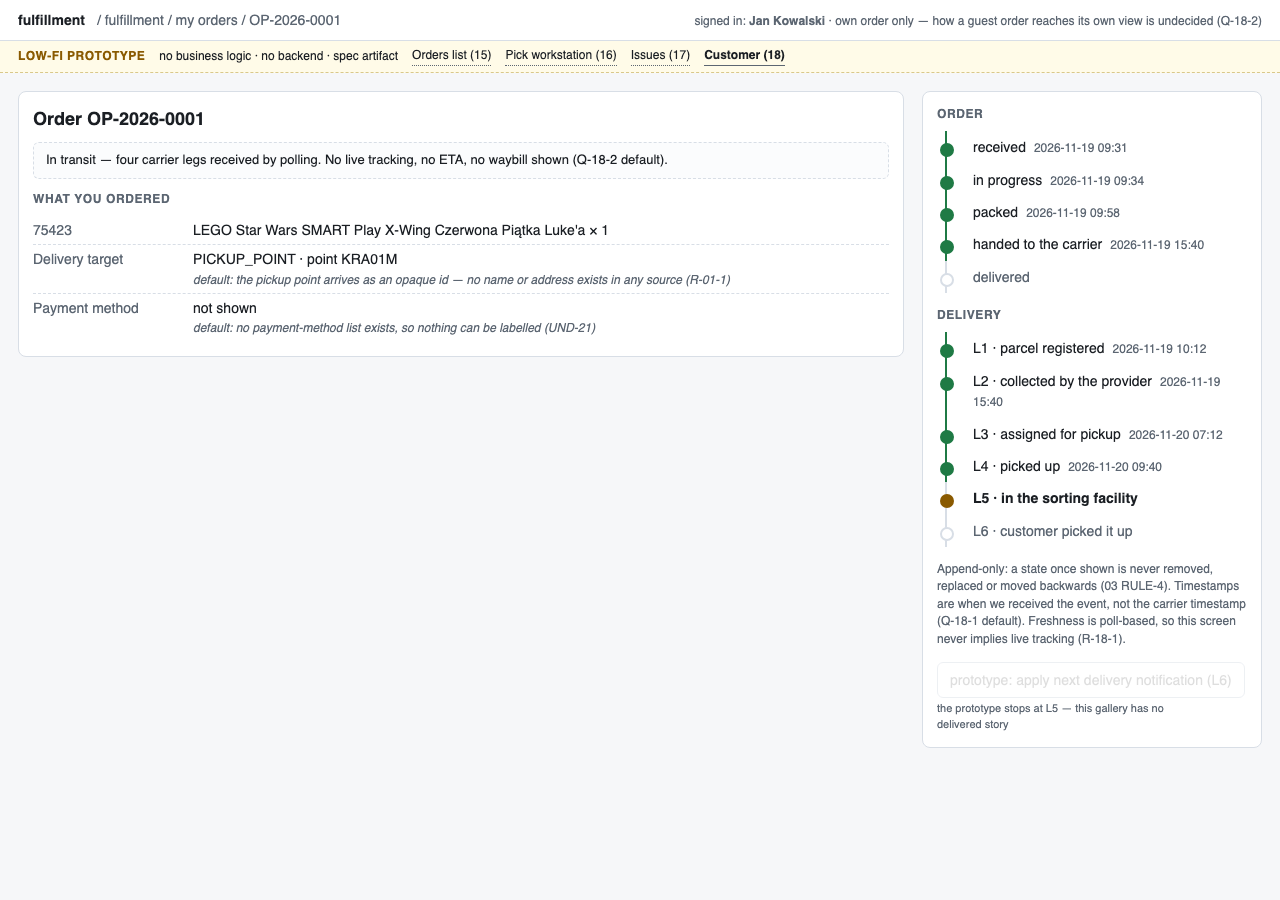 fulfillment / fulfillment / my orders / OP-2026-0001
signed in: Jan Kowalski · own order only — how a guest order reaches its own view is undecided (Q-18-2)
LOW-FI PROTOTYPE no business logic · no backend · spec artifact Orders list (15) Pick workstation (16) Issues (17) Customer (18)
Order OP-2026-0001
In transit — four carrier legs received by polling. No live tracking, no ETA, no waybill shown (Q-18-2 default).
WHAT YOU ORDERED
75423 LEGO Star Wars SMART Play X-Wing Czerwona Piątka Luke'a × 1
Delivery target PICKUP_POINT · point KRA01M
default: the pickup point arrives as an opaque id — no name or address exists in any source (R-01-1)
Payment method not shown
default: no payment-method list exists, so nothing can be labelled (UND-21)
ORDER
received 2026-11-19 09:31
in progress 2026-11-19 09:34
packed 2026-11-19 09:58
handed to the carrier 2026-11-19 15:40
delivered
DELIVERY
L1 · parcel registered 2026-11-19 10:12
L2 · collected by the provider 2026-11-19
15:40
L3 · assigned for pickup 2026-11-20 07:12
L4 · picked up 2026-11-20 09:40
L5 · in the sorting facility
L6 · customer picked it up
Append-only: a state once shown is never removed,
replaced or moved backwards (03 RULE-4). Timestamps
are when we received the event, not the carrier timestamp
(Q-18-1 default). Freshness is poll-based, so this screen
never implies live tracking (R-18-1).
prototype: apply next delivery notification (L6)
the prototype stops at L5 — this gallery has no
delivered story